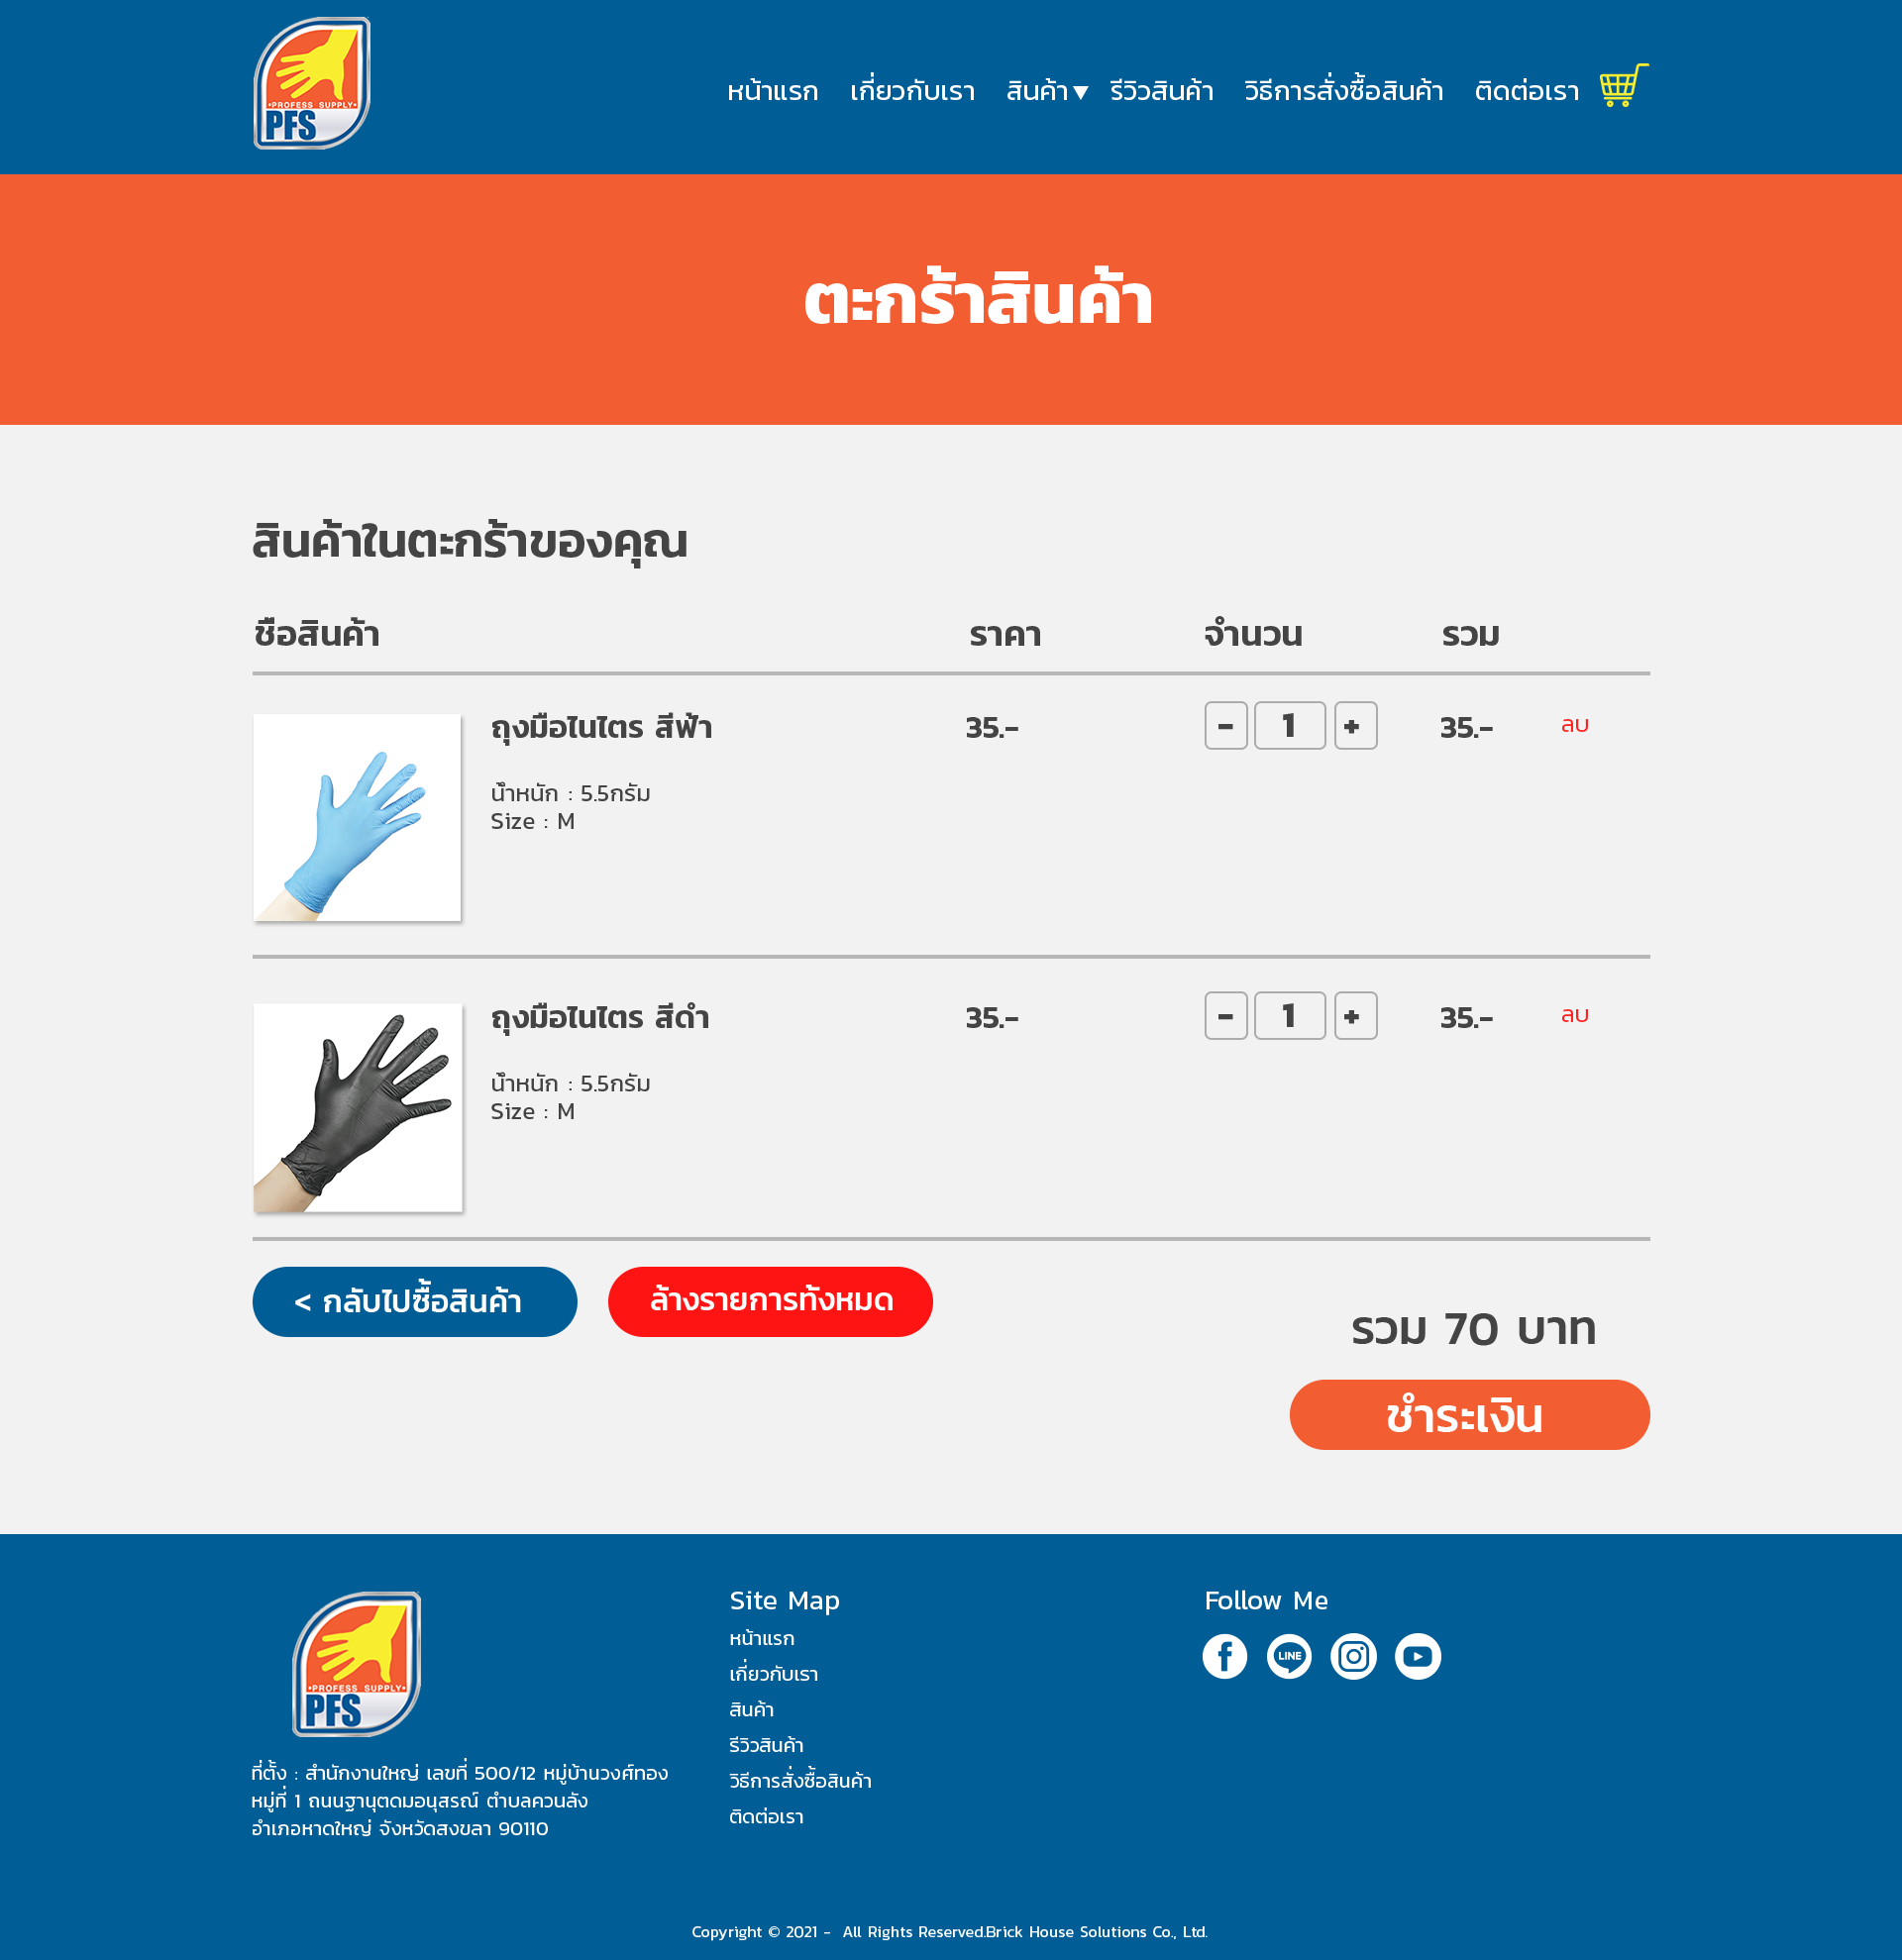 •PROFESS SUPPLY•
PFS
หน้าแรก เกี่ยวกับเรา สินค้า▼ รีวิวสินค้า วิธีการสั่งซื้อสินค้า ติดต่อเรา
ตะกร้าสินค้า
สินค้าในตะกร้าของคุณ
ชือสินค้า ราคา จำนวน รวม
ถุงมือไนไตร สีฟ้า 35.- - 1 + 35.- ลบ
น้ำหนัก : 5.5กรัม
Size : M
ถุงมือไนไตร สีดำ 35.- - 1 + 35.- ลบ
น้ำหนัก : 5.5กรัม
Size : M
< กลับไปซื้อสินค้า ล้างรายการทั้งหมด
รวม 70 บาท
ชำระเงิน
•PROFESS SUPPLY•
PFS
ที่ตั้ง : สำนักงานใหญ่ เลขที่ 500/12 หมู่บ้านวงศ์ทอง
หมู่ที่ 1 ถนนฐานุตดมอนุสรณ์ ตำบลควนลัง
อำเภอหาดใหญ่ จังหวัดสงขลา 90110
Site Map
หน้าแรก
เกี่ยวกับเรา
สินค้า
รีวิวสินค้า
วิธีการสั่งซื้อสินค้า
ติดต่อเรา
Follow Me
LINE
Copyright © 2021 - All Rights Reserved.Brick House Solutions Co., Ltd.